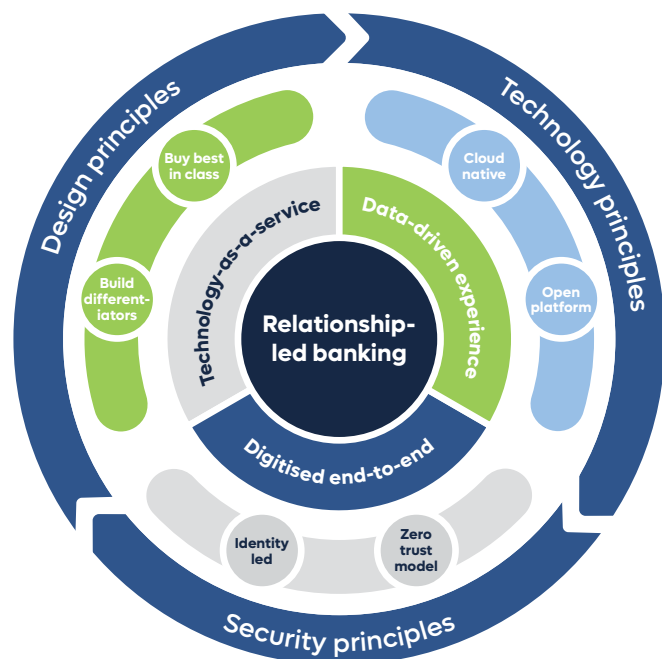 Design principles
Technology principles
Buy best
in class
Cloud
native
Technology-as-a-service
Data-driven experience
Build
different-
iators
Open
platform
Relationship-
led banking
Digitised end-to-end
Identity
led
Zero
trust
model
Security principles